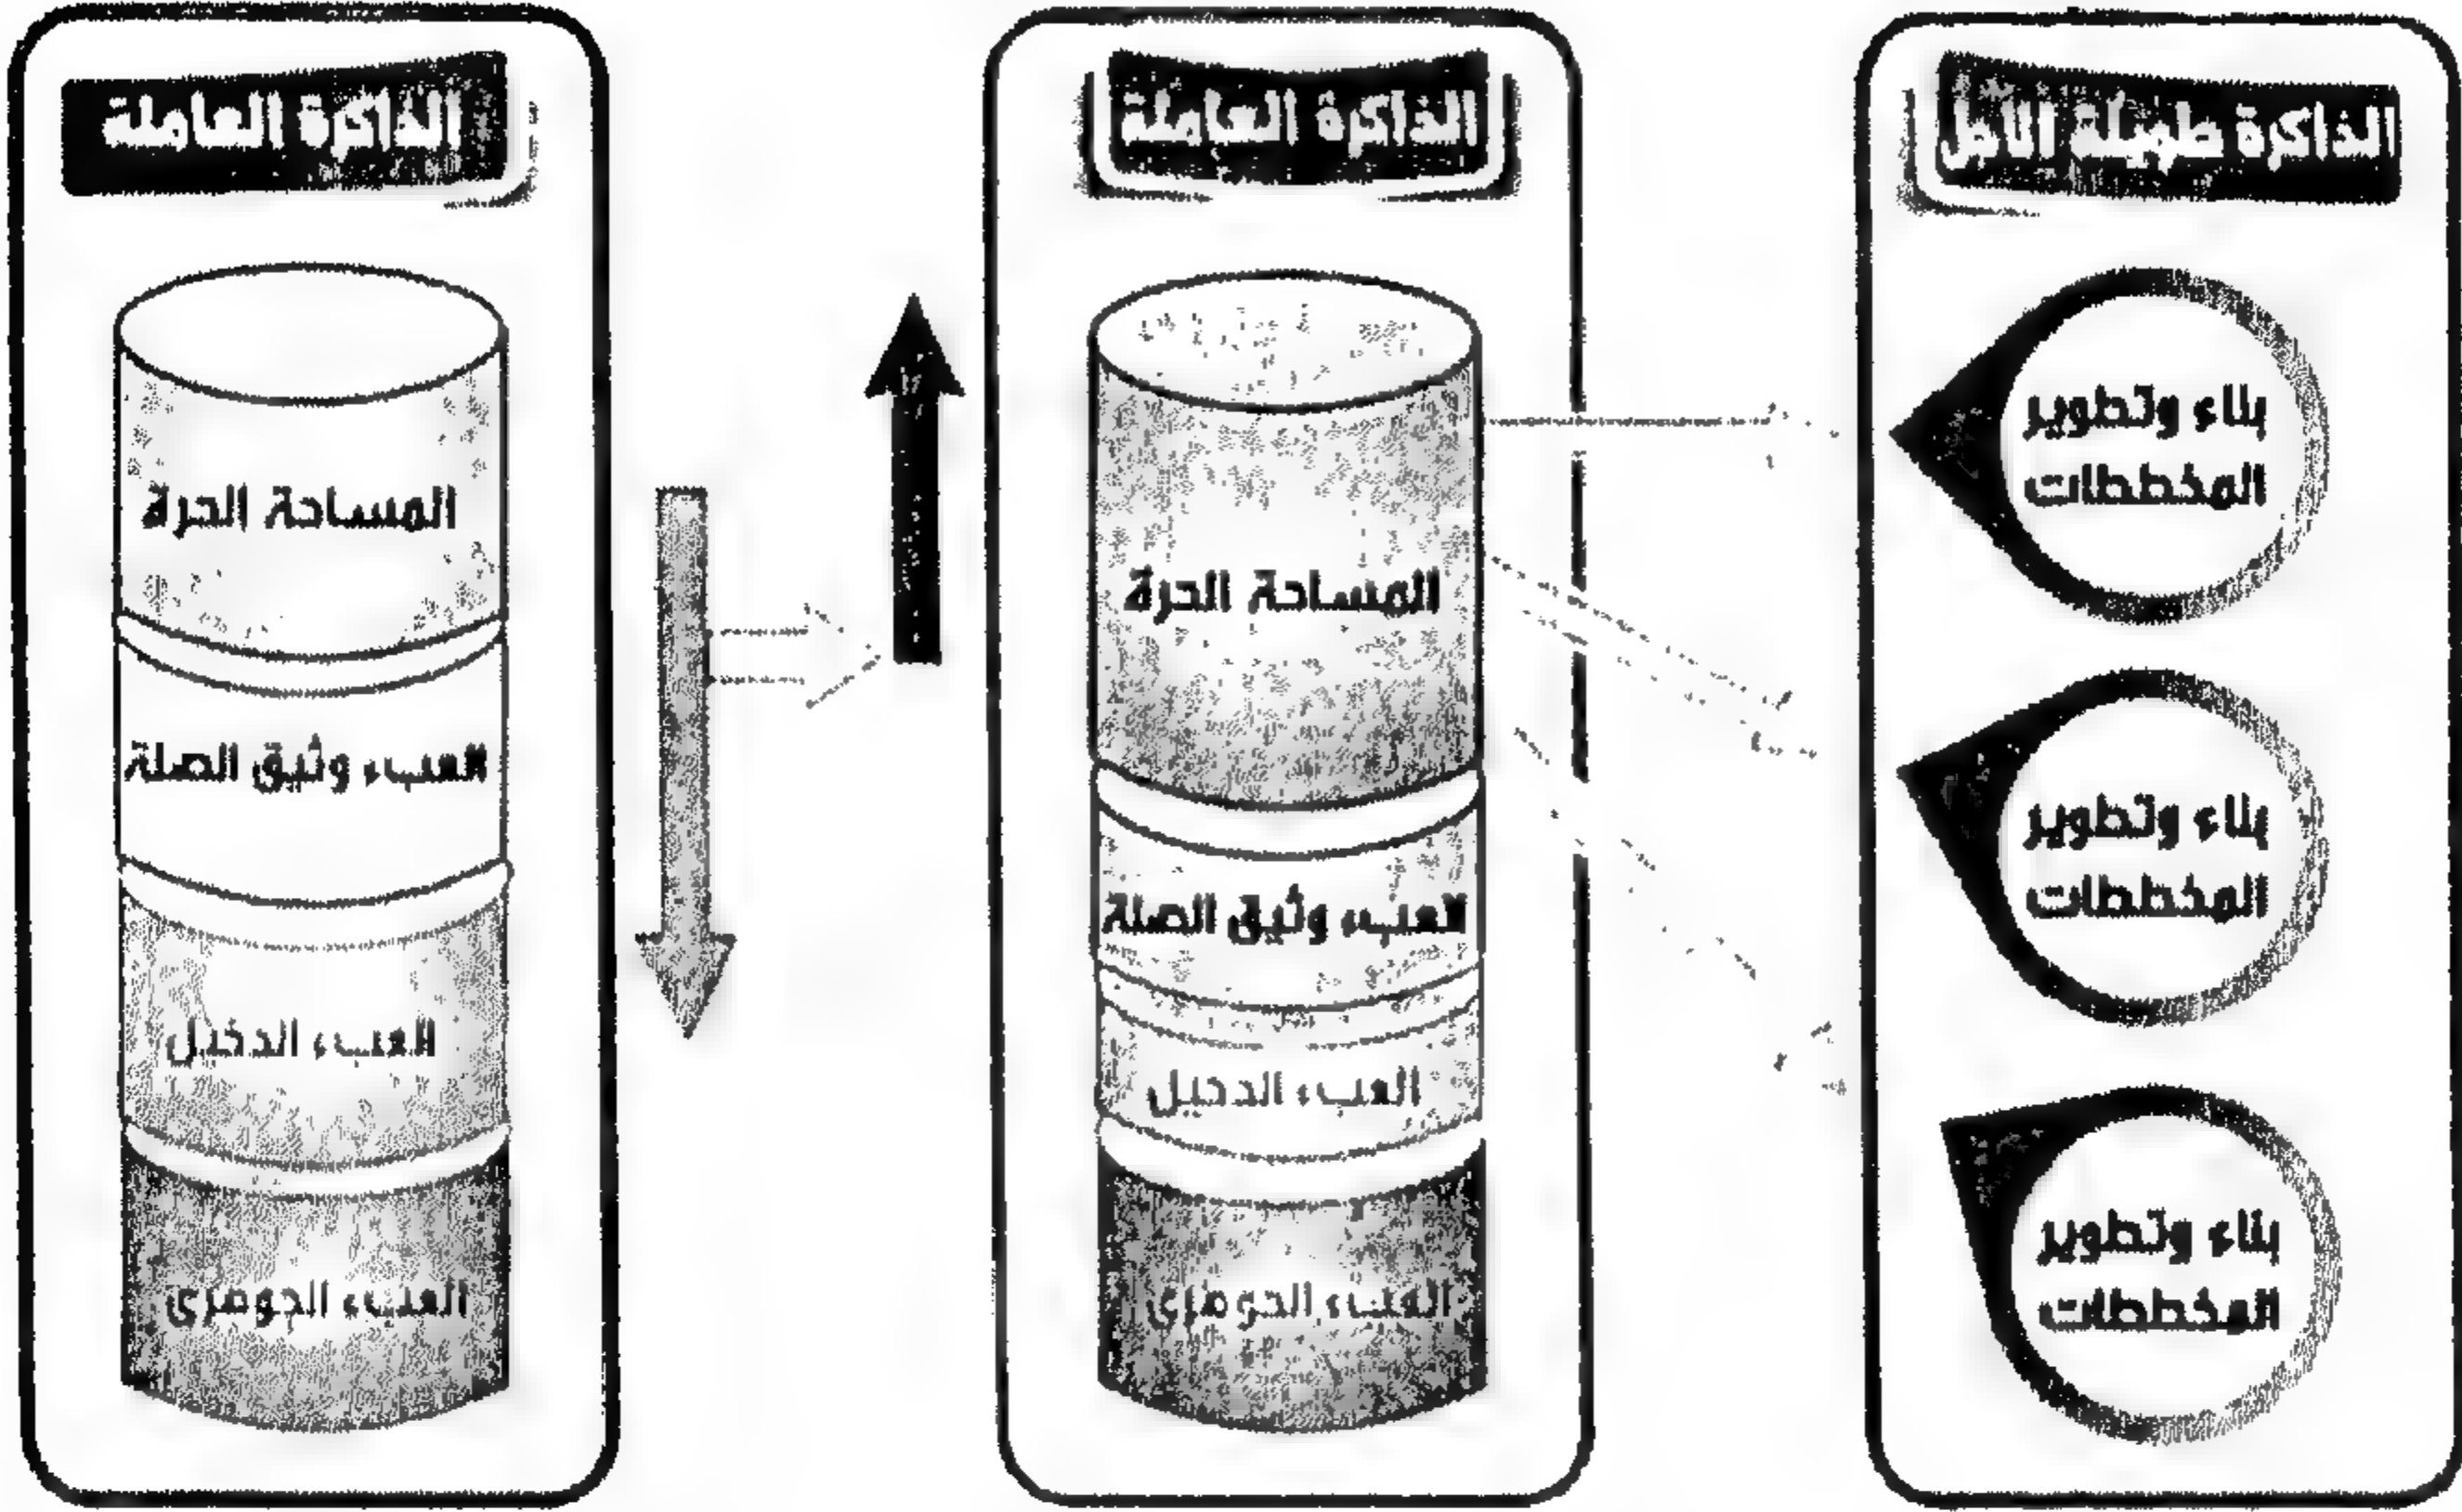 الذاكرة طويلة الأجل
بناء وتطوير
المخططات
بناء وتطوير
المخططات
بناء وتطوير
المخططات
الذاكرة العاملة
المساحة الحرة
العبء وثيق الصلة
العبء الدخيل
العبء الجوهري
الذاكرة العاملة
المساحة الحرة
العبء وثيق الصلة
العبء الدخيل
العبء الجوهري